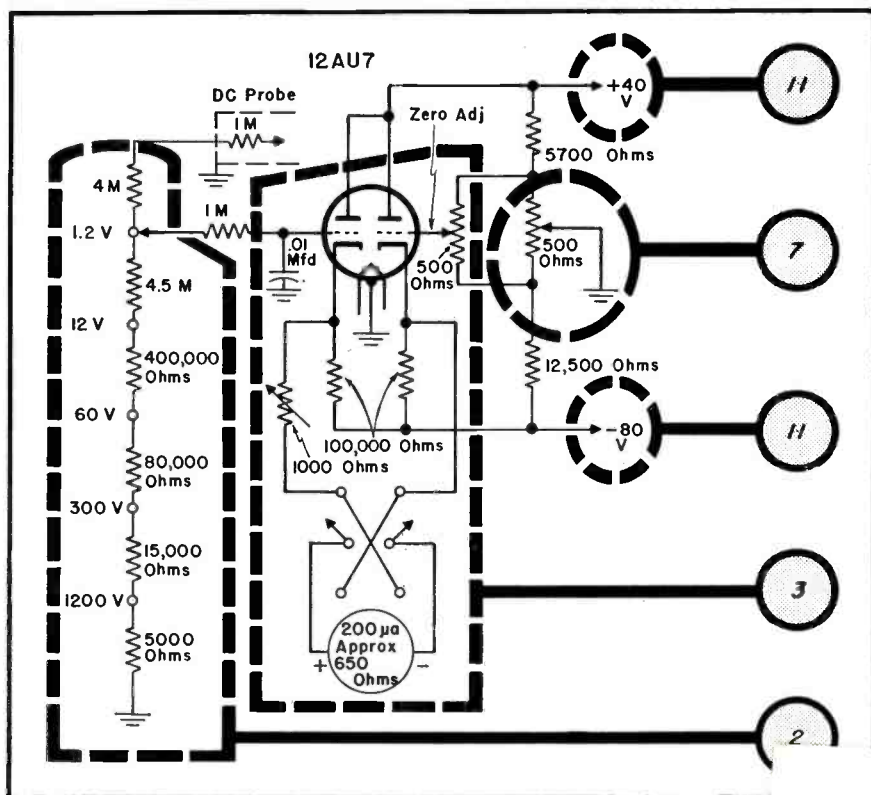 12AU7
DC Probe
1M
Zero Adj
+40
V
11
4 M
5700 Ohms
1.2 V
1M
.01
Mfd
500
Ohms
500
Ohms
7
4.5 M
12 V
400,000
Ohms
12,500 Ohms
60 V
-80
V
11
80,000
Ohms
100,000 Ohms
1000
Ohms
300 V
15,000
Ohms
3
1200 V
5000
Ohms
200 µa
Approx
650
Ohms
+
-
2